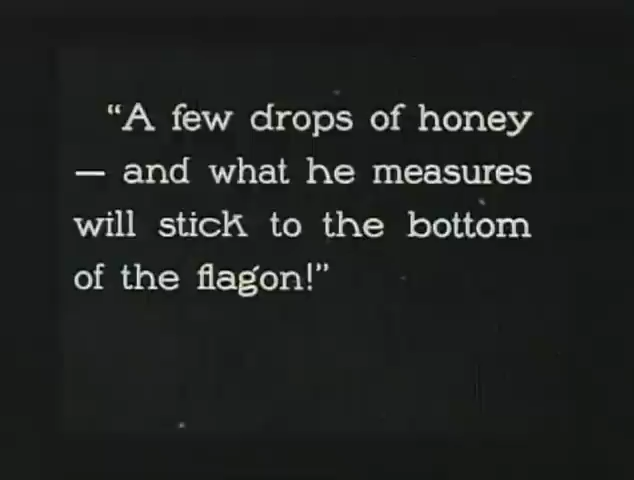 “A few drops of honey
— and what he measures
will stick to the bottom
of the flagon!”